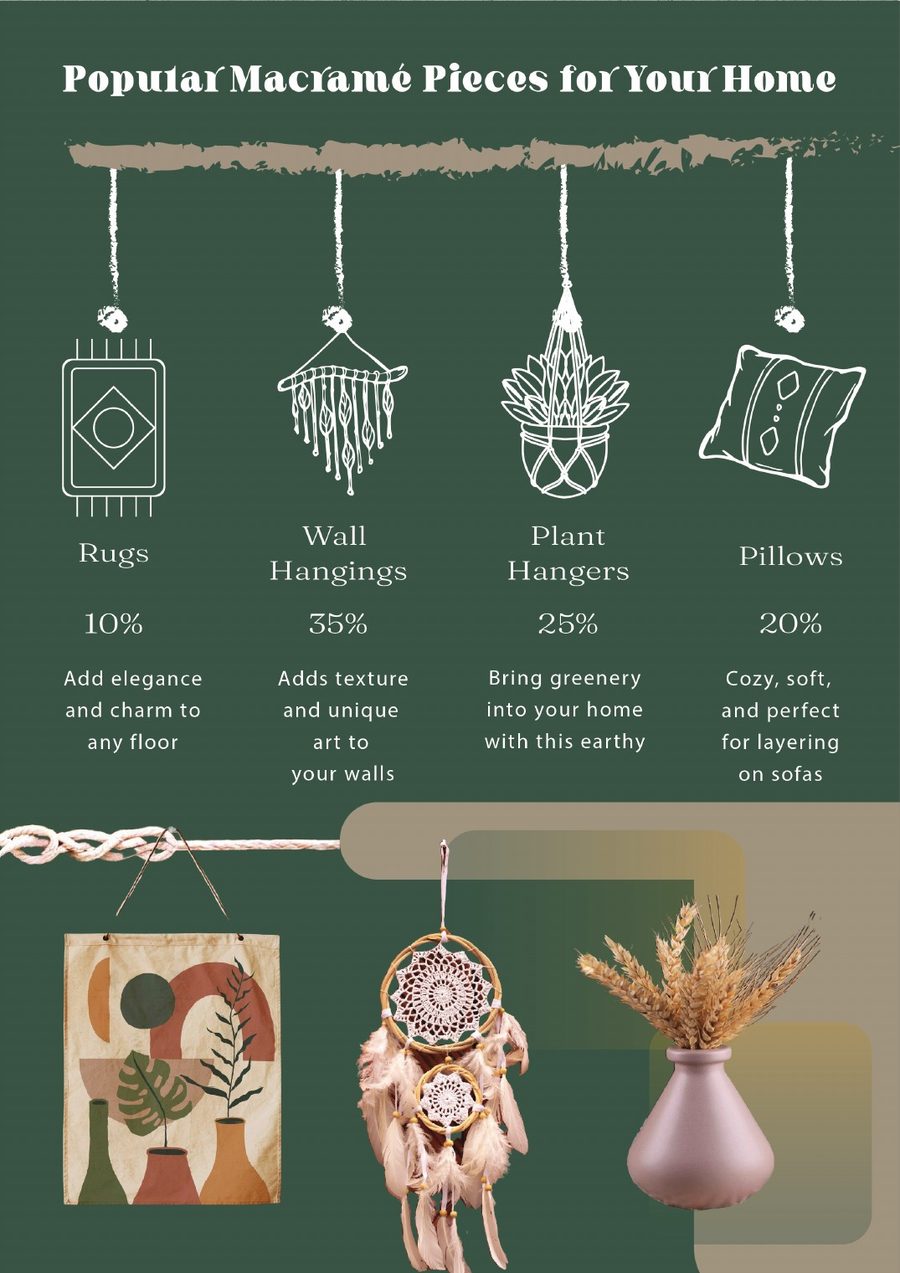 Popular Macramé Pieces for Your Home
Rugs
10%
Add elegance
and charm to
any floor
Wall
Hangings
35%
Adds texture
and unique
art to
your walls
Plant
Hangers
25%
Bring greenery
into your home
with this earthy
Pillows
20%
Cozy, soft,
and perfect
for layering
on sofas